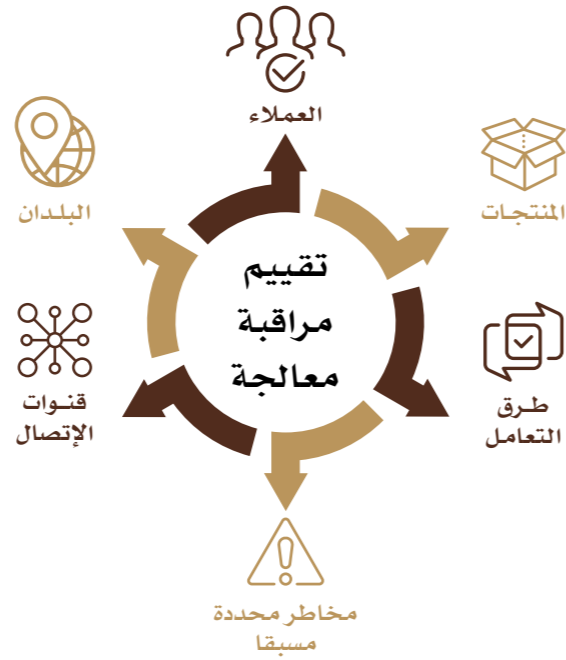 العملاء
المنتجات
البلدان
تقييم
مراقبة
معالجة
طرق
التعامل
قنوات
الإتصال
مخاطر محددة
مسبقا